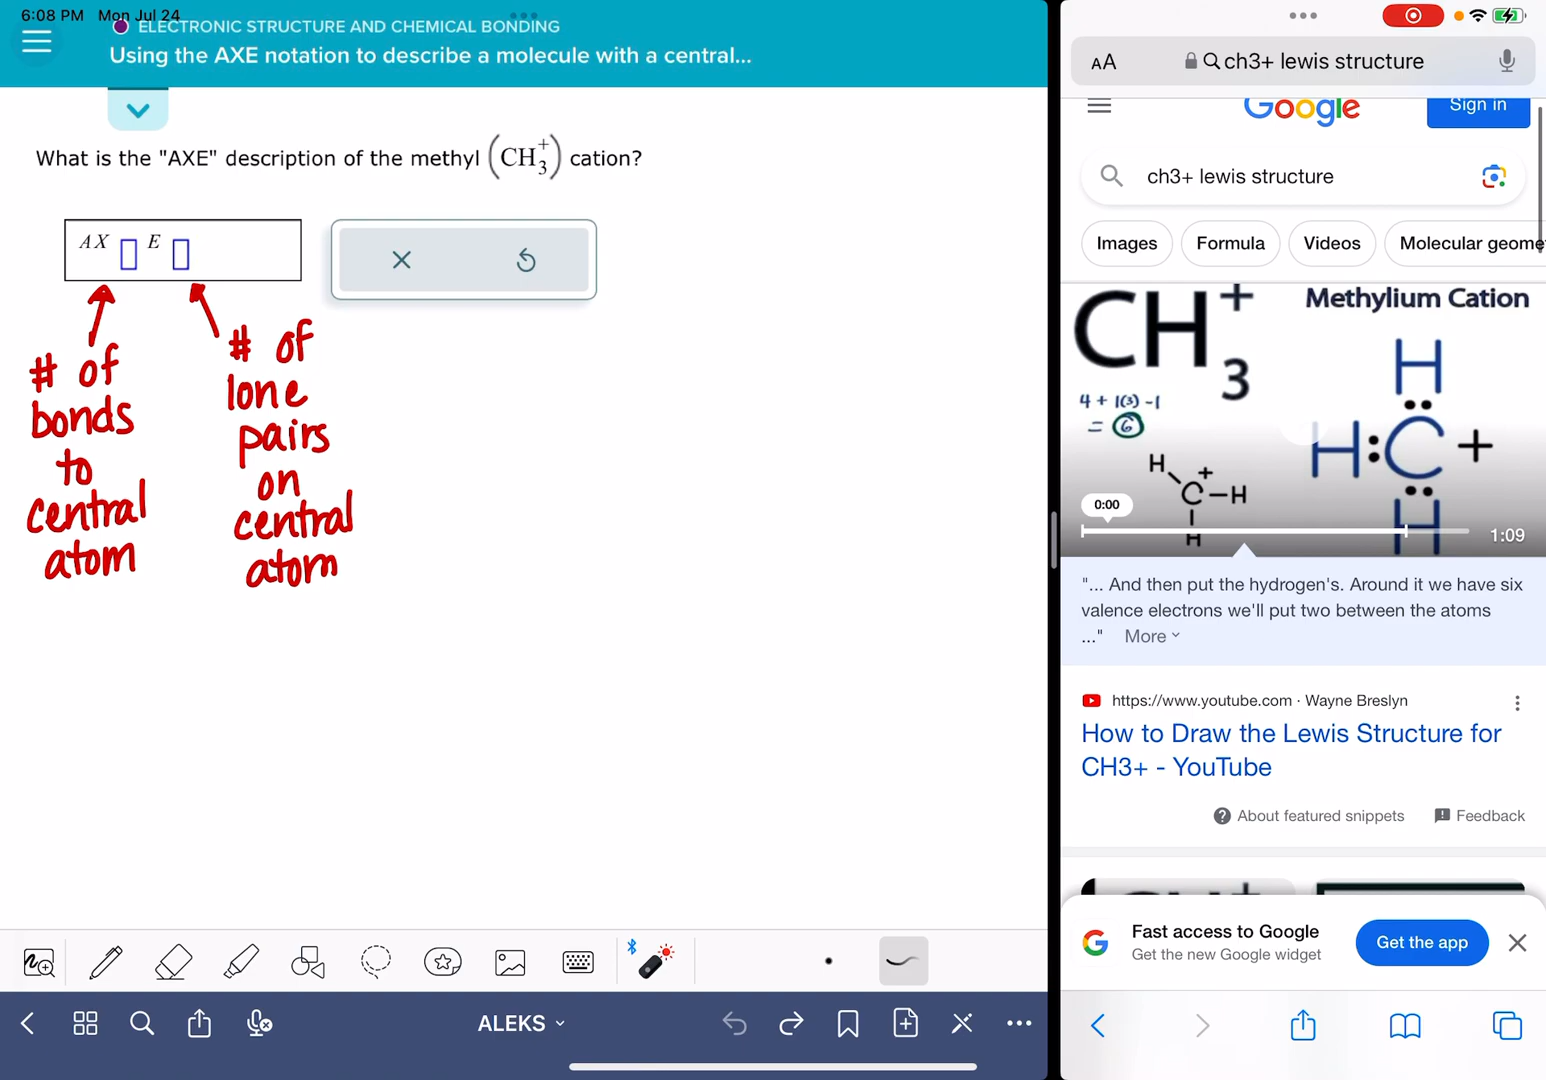 6:08 PM Mon Jul 24
ELECTRONIC STRUCTURE AND CHEMICAL BONDING
Using the AXE notation to describe a molecule with a central...
What is the "AXE" description of the methyl (CH₃⁺) cation?
AX E
# of
bonds
to
central
atom
# of
lone
pairs
on
central
atom
ALEKS
AA
ch3+ lewis structure
Google
Sign in
ch3+ lewis structure
Images
Formula
Videos
Molecular geome
CH₃⁺
Methylium Cation
4 + 1(3) -1
= 6
H
H:C+
H
H
C+-H
H
0:00
1:09
"... And then put the hydrogen's. Around it we have six
valence electrons we'll put two between the atoms
..." More
https://www.youtube.com · Wayne Breslyn
How to Draw the Lewis Structure for
CH3+ - YouTube
About featured snippets
Feedback
Fast access to Google
Get the new Google widget
Get the app